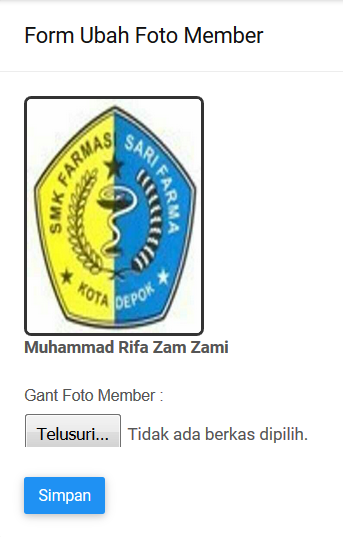 Form Ubah Foto Member
SMK FARMASI SARI FARMA
KOTA DEPOK
Muhammad Rifa Zam Zami
Gant Foto Member :
Telusuri... Tidak ada berkas dipilih.
Simpan